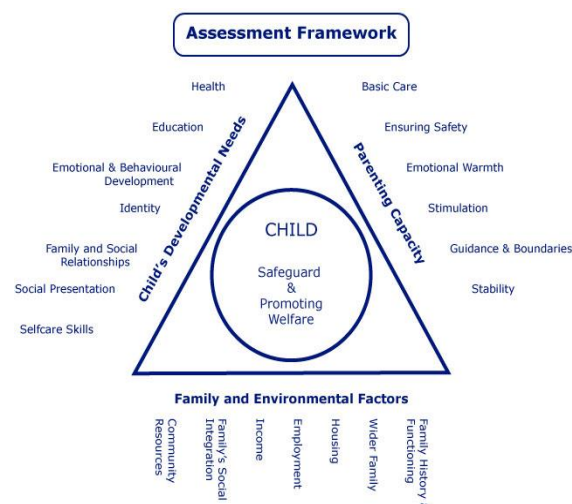 Assessment Framework
Health
Education
Emotional & Behavioural
Development
Identity
Family and Social
Relationships
Social Presentation
Selfcare Skills
Child's Developmental Needs
Basic Care
Ensuring Safety
Emotional Warmth
Stimulation
Guidance & Boundaries
Stability
Parenting Capacity
CHILD
Safeguard
&
Promoting
Welfare
Family and Environmental Factors
Community
Resources
Family's Social
Integration
Income
Employment
Housing
Wider Family
Family History &
Functioning